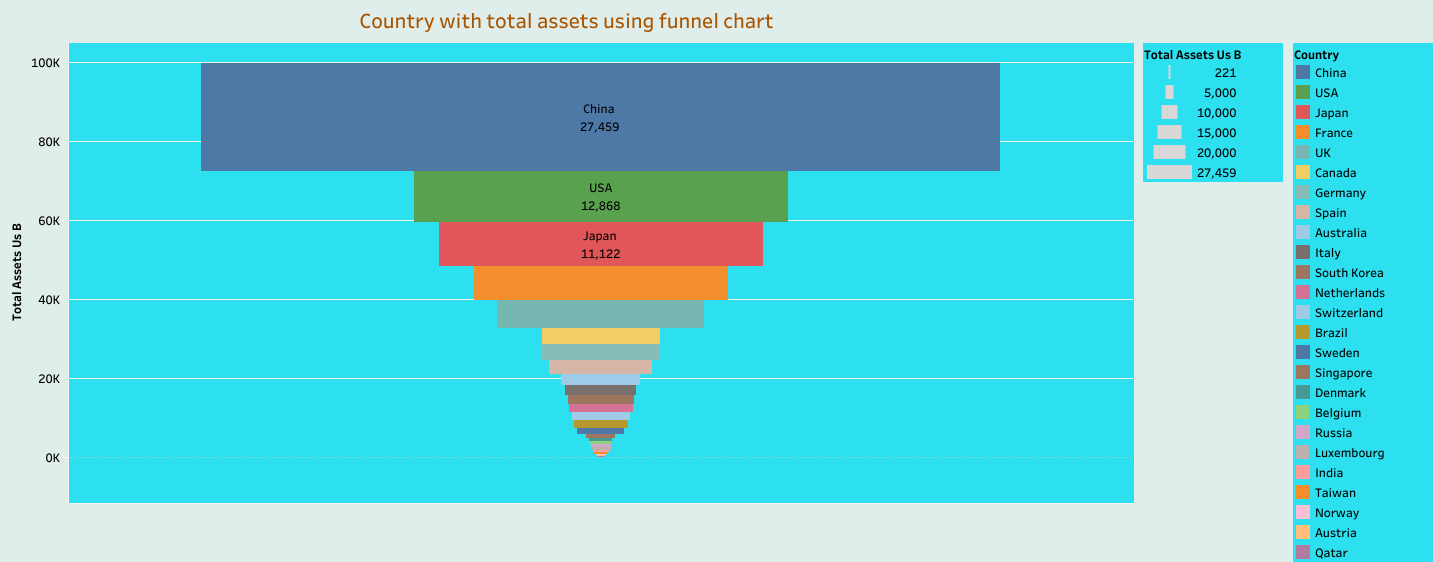 Country with total assets using funnel chart
Total Assets Us B
100K
80K
60K
40K
20K
0K
China
27,459
USA
12,868
Japan
11,122
Total Assets Us B
221
5,000
10,000
15,000
20,000
27,459
Country
China
USA
Japan
France
UK
Canada
Germany
Spain
Australia
Italy
South Korea
Netherlands
Switzerland
Brazil
Sweden
Singapore
Denmark
Belgium
Russia
Luxembourg
India
Taiwan
Norway
Austria
Qatar